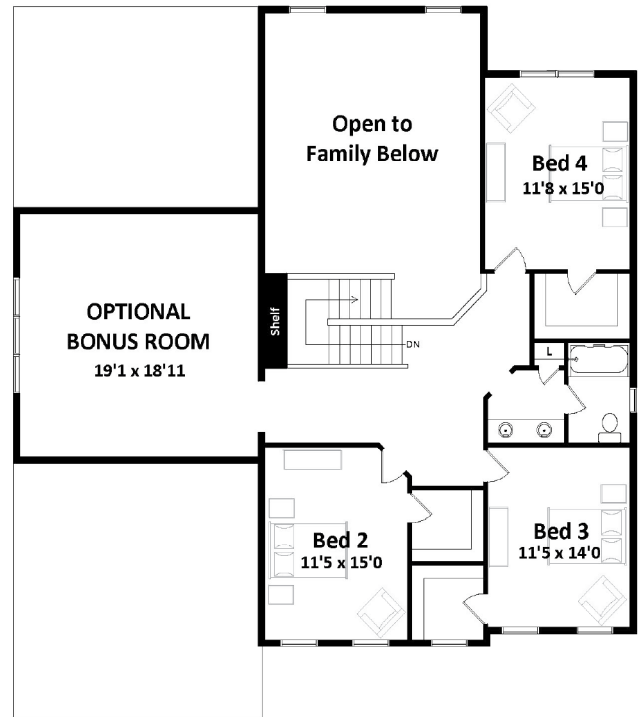 Open to
Family Below
Bed 4
11'8 x 15'0
OPTIONAL
BONUS ROOM
19'1 x 18'11
Shelf
DN
L
Bed 2
11'5 x 15'0
Bed 3
11'5 x 14'0